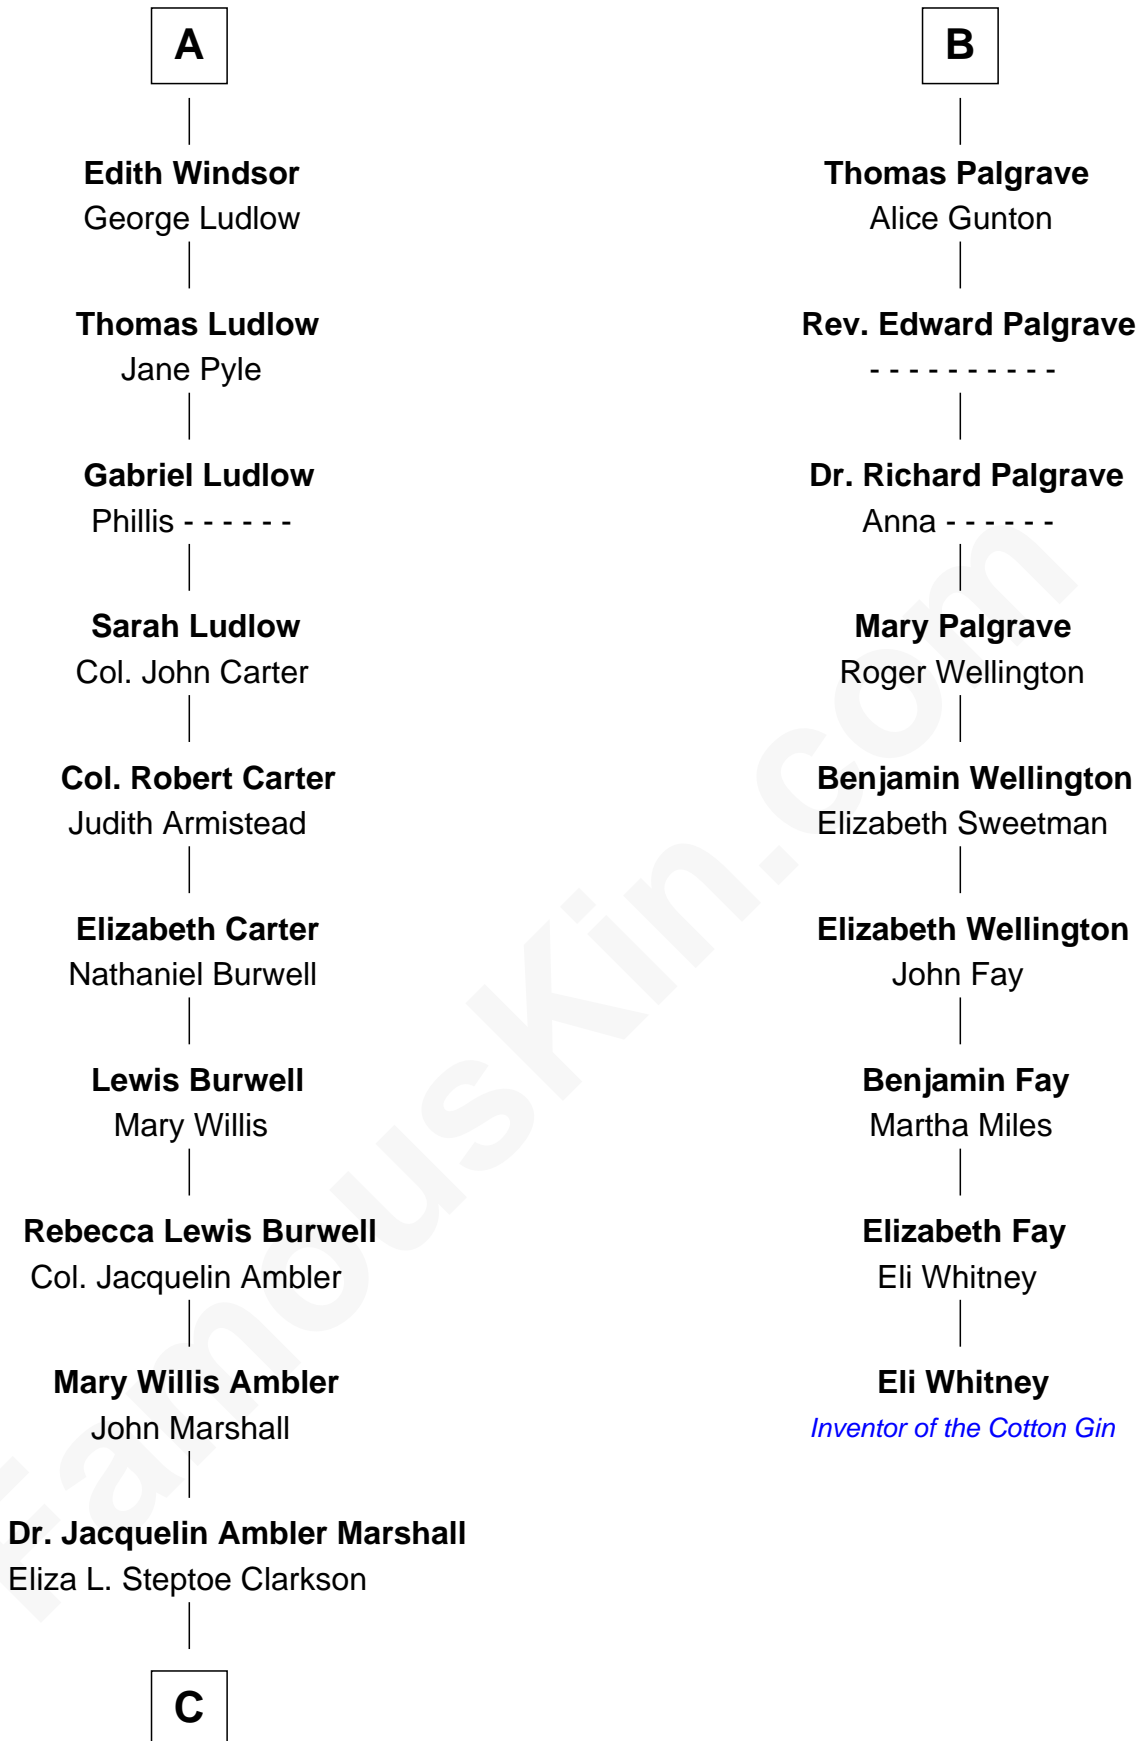 A
Edith Windsor
George Ludlow
Thomas Ludlow
Jane Pyle
Gabriel Ludlow
Phillis - - - - - -
Sarah Ludlow
Col. John Carter
Col. Robert Carter
Judith Armistead
Elizabeth Carter
Nathaniel Burwell
Lewis Burwell
Mary Willis
Rebecca Lewis Burwell
Col. Jacquelin Ambler
Mary Willis Ambler
John Marshall
Dr. Jacquelin Ambler Marshall
Eliza L. Steptoe Clarkson
C
B
Thomas Palgrave
Alice Gunton
Rev. Edward Palgrave
- - - - - - - - - -
Dr. Richard Palgrave
Anna - - - - - -
Mary Palgrave
Roger Wellington
Benjamin Wellington
Elizabeth Sweetman
Elizabeth Wellington
John Fay
Benjamin Fay
Martha Miles
Elizabeth Fay
Eli Whitney
Eli Whitney
Inventor of the Cotton Gin
FamousKin.com